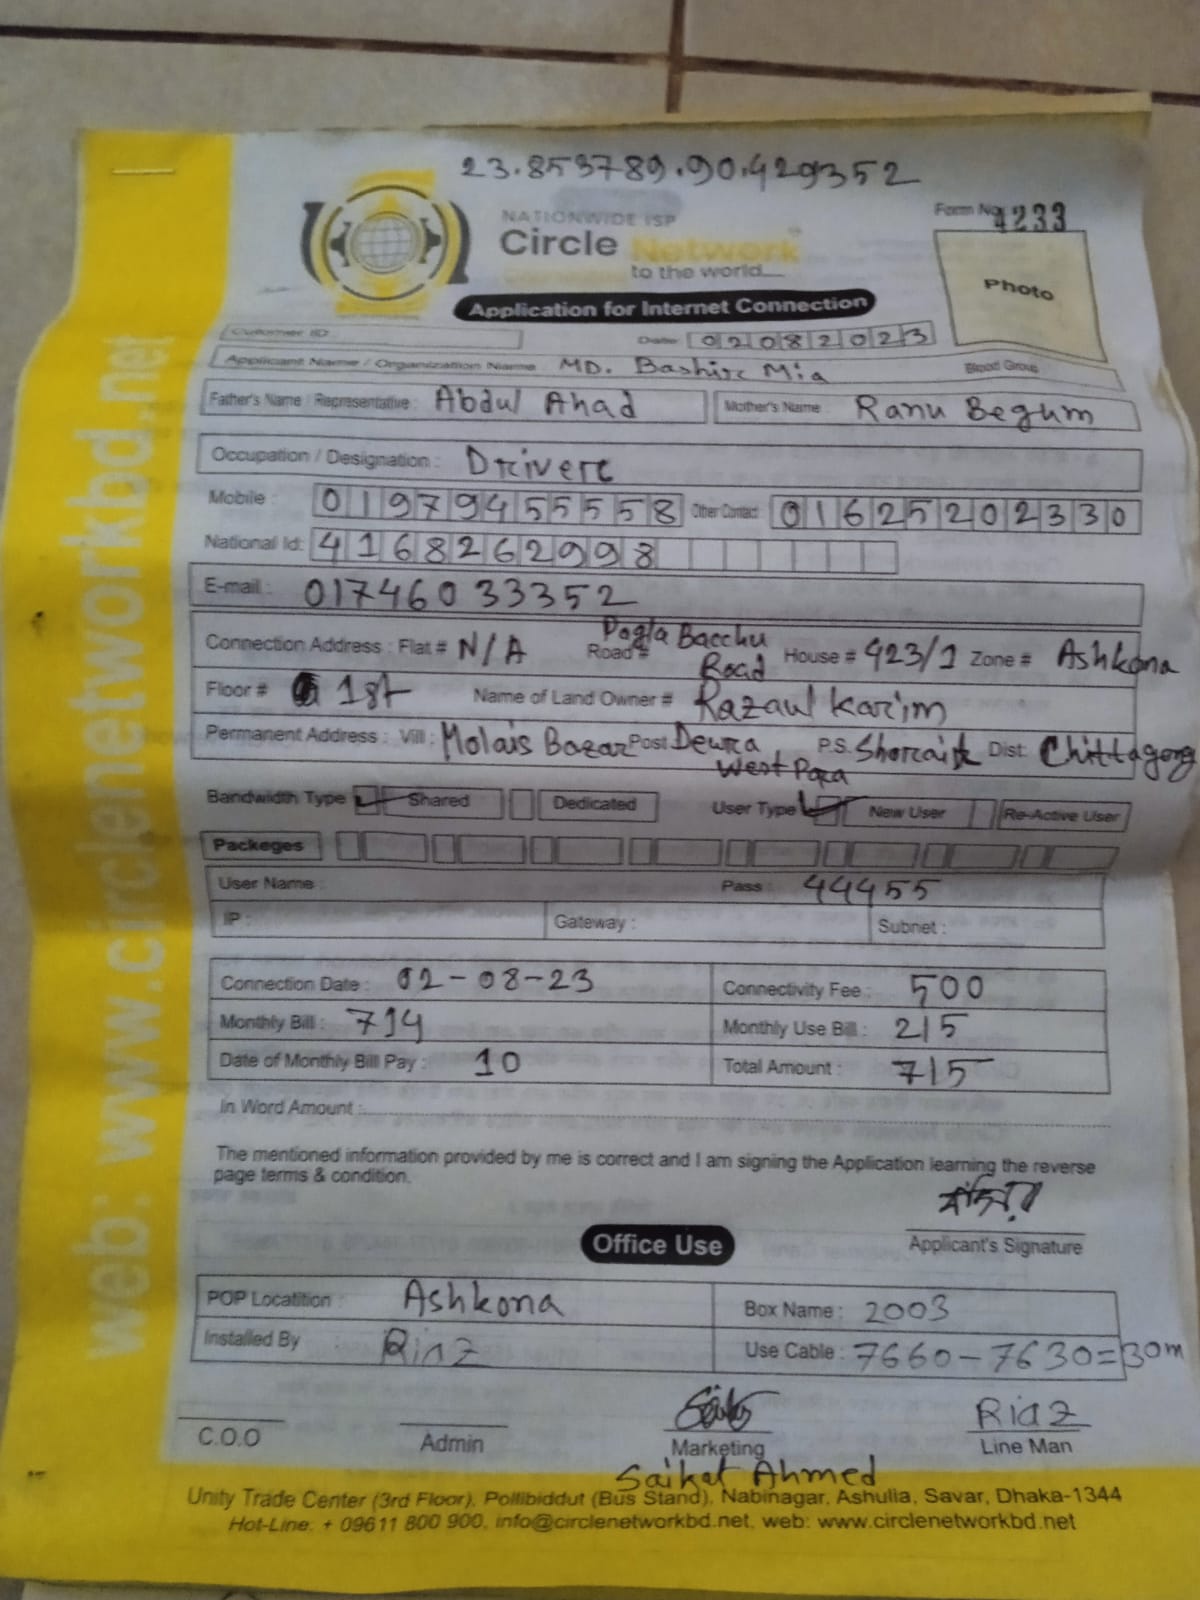 23.853789.90.429352
NATIONWIDE ISP
Circle Network
to the world....
Form No 4233
Photo
Application for Internet Connection
Customer ID Date: 02082023
Applicant Name / Organization Name MD. Bashir Mia Blood Group
Father's Name / Representative: Abdul Ahad Mother's Name Ranu Begum
Occupation / Designation: Driver
Mobile: 01979455558 Other Contact 01625202330
National Id: 4168262998
E-mail: 01746033352
Connection Address: Flat # N/A Road # Pagla Bacchu Road House # 423/1 Zone # Ashkona
Floor # 1st Name of Land Owner # Razaul Karim
Permanent Address: Vill: Molais Bazar Post Dewra West Para P.S. Dist: Chittagong
Bandwidth Type Shared Dedicated User Type New User Re-Active User
Packeges
User Name: Pass: 44455
IP: Gateway: Subnet:
Connection Date: 02-08-23 Connectivity Fee: 500
Monthly Bill: 714 Monthly Use Bill: 215
Date of Monthly Bill Pay: 10 Total Amount: 715
In Word Amount:
The mentioned information provided by me is correct and I am signing the Application learning the reverse
page terms & condition.
বাসির
Applicant's Signature
Office Use
POP Locatition: Ashkona Box Name: 2003
Installed By: Riaz Use Cable: 7660-7630=30m
Riaz
C.O.O Admin Marketing Line Man
Saikat Ahmed
Unity Trade Center (3rd Floor), Pollibiddut (Bus Stand), Nabinagar, Ashulia, Savar, Dhaka-1344
Hot-Line: + 09611 800 900, info@circlenetworkbd.net, web: www.circlenetworkbd.net
web: www.circlenetworkbd.net